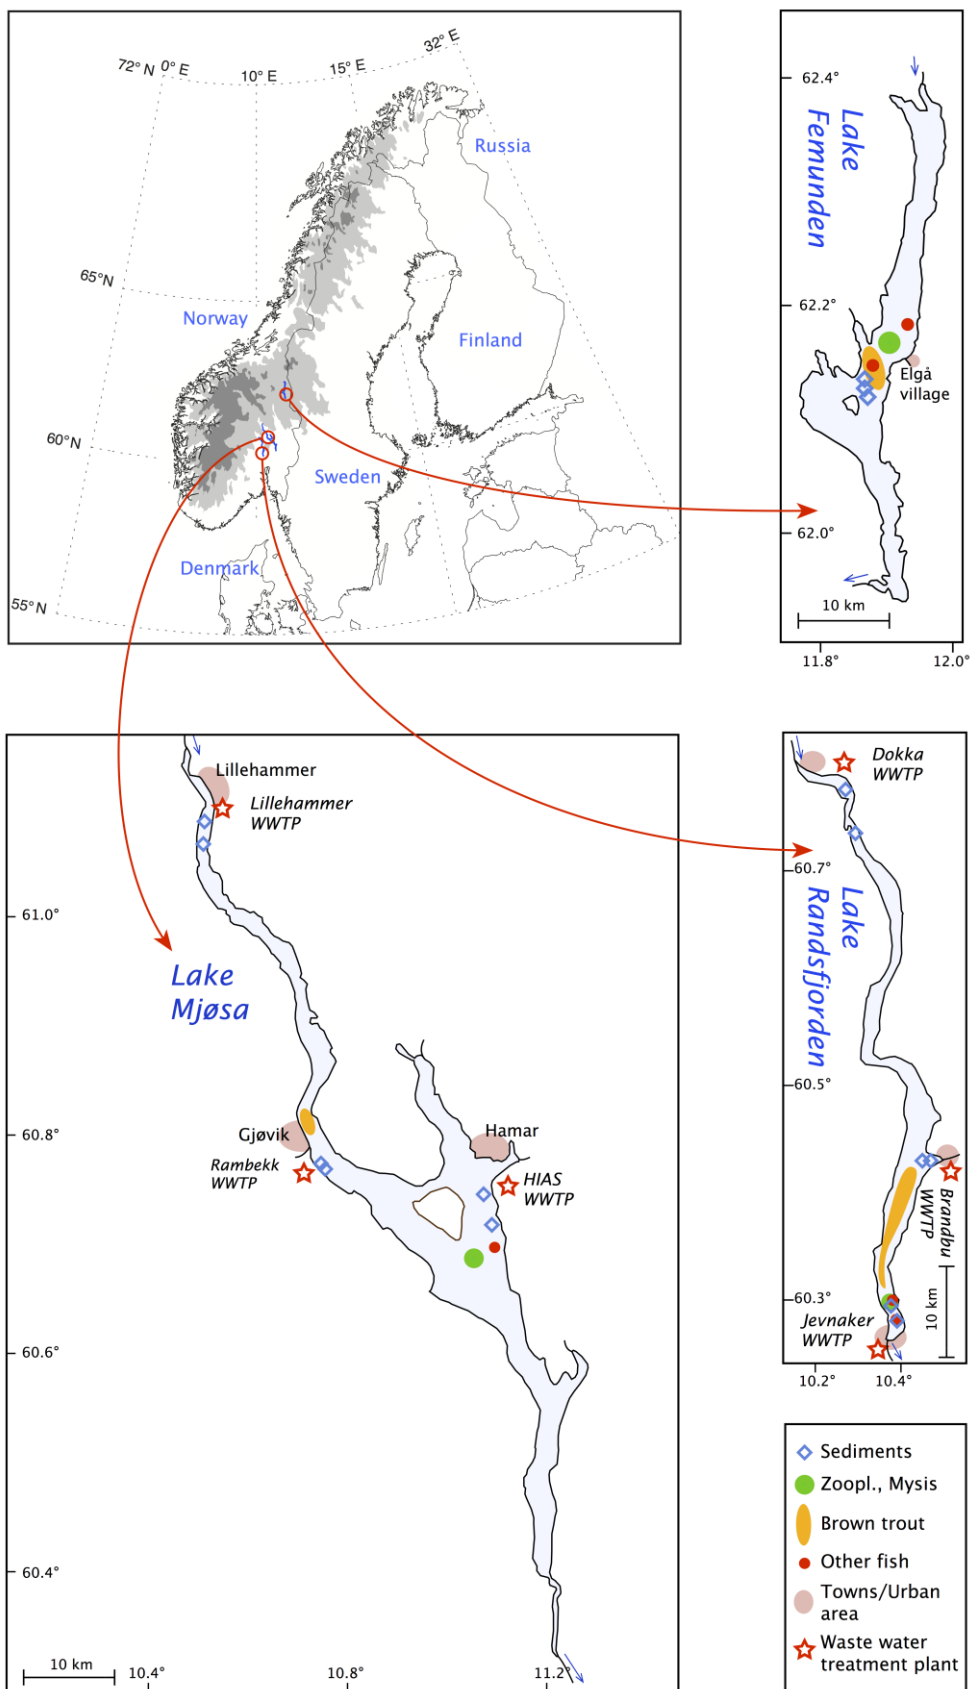 72° N
0° E
10° E
15° E
32° E
Russia
65°N
Norway
Finland
60°N
Sweden
Denmark
55°N
62.4°
Lake
Femunden
62.2°
Elgå
village
62.0°
10 km
11.8°
12.0°
Lillehammer
Lillehammer
WWTP
61.0°
Lake
Mjøsa
60.8°
Gjøvik
Hamar
Rambekk
WWTP
HIAS
WWTP
60.6°
60.4°
10 km
10.4°
10.8°
11.2°
Dokka
WWTP
60.7°
Lake
Randsfjorden
60.5°
Brandbu
WWTP
60.3°
Jevnaker
WWTP
10 km
10.2°
10.4°
Sediments
Zoopl., Mysis
Brown trout
Other fish
Towns/Urban
area
Waste water
treatment plant